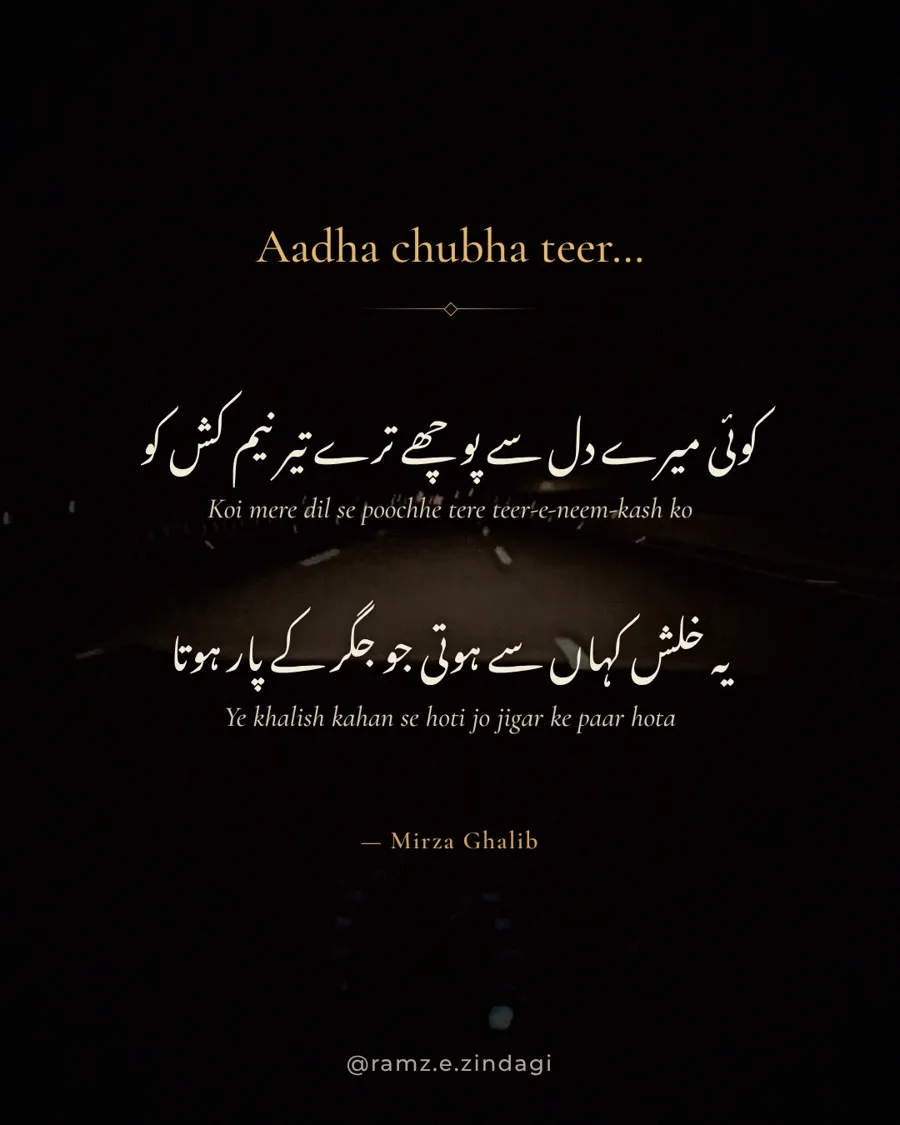 Aadha chubha teer...
کوئی میرے دل سے پوچھے ترے تیر نیم کش کو
Koi mere dil se poochhe tere teer-e-neem-kash ko
یہ خلش کہاں سے ہوتی جو جگر کے پار ہوتا
Ye khalish kahan se hoti jo jigar ke paar hota
— Mirza Ghalib
@ramz.e.zindagi